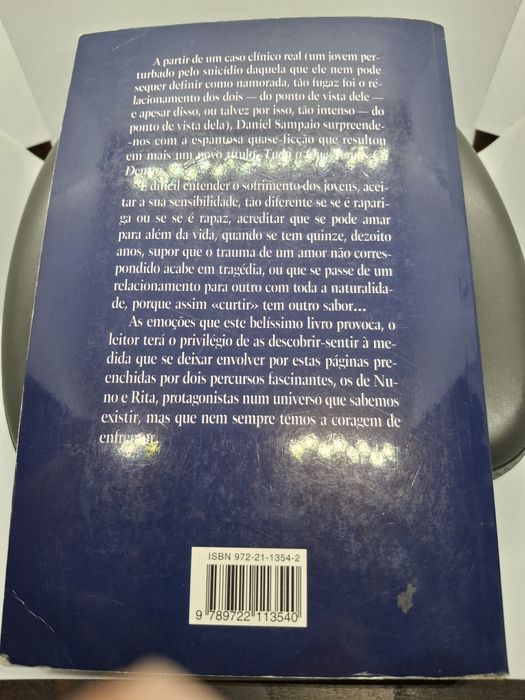 A partir de um caso clínico real (um jovem per-
turbado pelo suicídio daquela que ele nem pode
sequer definir como namorada, tão fugaz foi o re-
lacionamento dos dois — do ponto de vista dele —
e apesar disso, ou talvez por isso, tão intenso — do
ponto de vista dela), Daniel Sampaio surpreende-
-nos com a espantosa quase-ficção que resultou
em mais um novo título, Tudo o Que Temos Cá
Dentro.
É difícil entender o sofrimento dos jovens, acei-
tar a sua sensibilidade, tão diferente se se é rapari-
ga ou se se é rapaz, acreditar que se pode amar
para além da vida, quando se tem quinze, dezoito
anos, supor que o trauma de um amor não corres-
pondido acabe em tragédia, ou que se passe de um
relacionamento para outro com toda a naturalida-
de, porque assim «curtir» tem outro sabor...
As emoções que este belíssimo livro provoca, o
leitor terá o privilégio de as descobrir-sentir à me-
dida que se deixar envolver por estas páginas pre-
enchidas por dois percursos fascinantes, os de Nu-
no e Rita, protagonistas num universo que sabemos
existir, mas que nem sempre temos a coragem de
enfrentar.
ISBN 972-21-1354-2
9 789722 113540